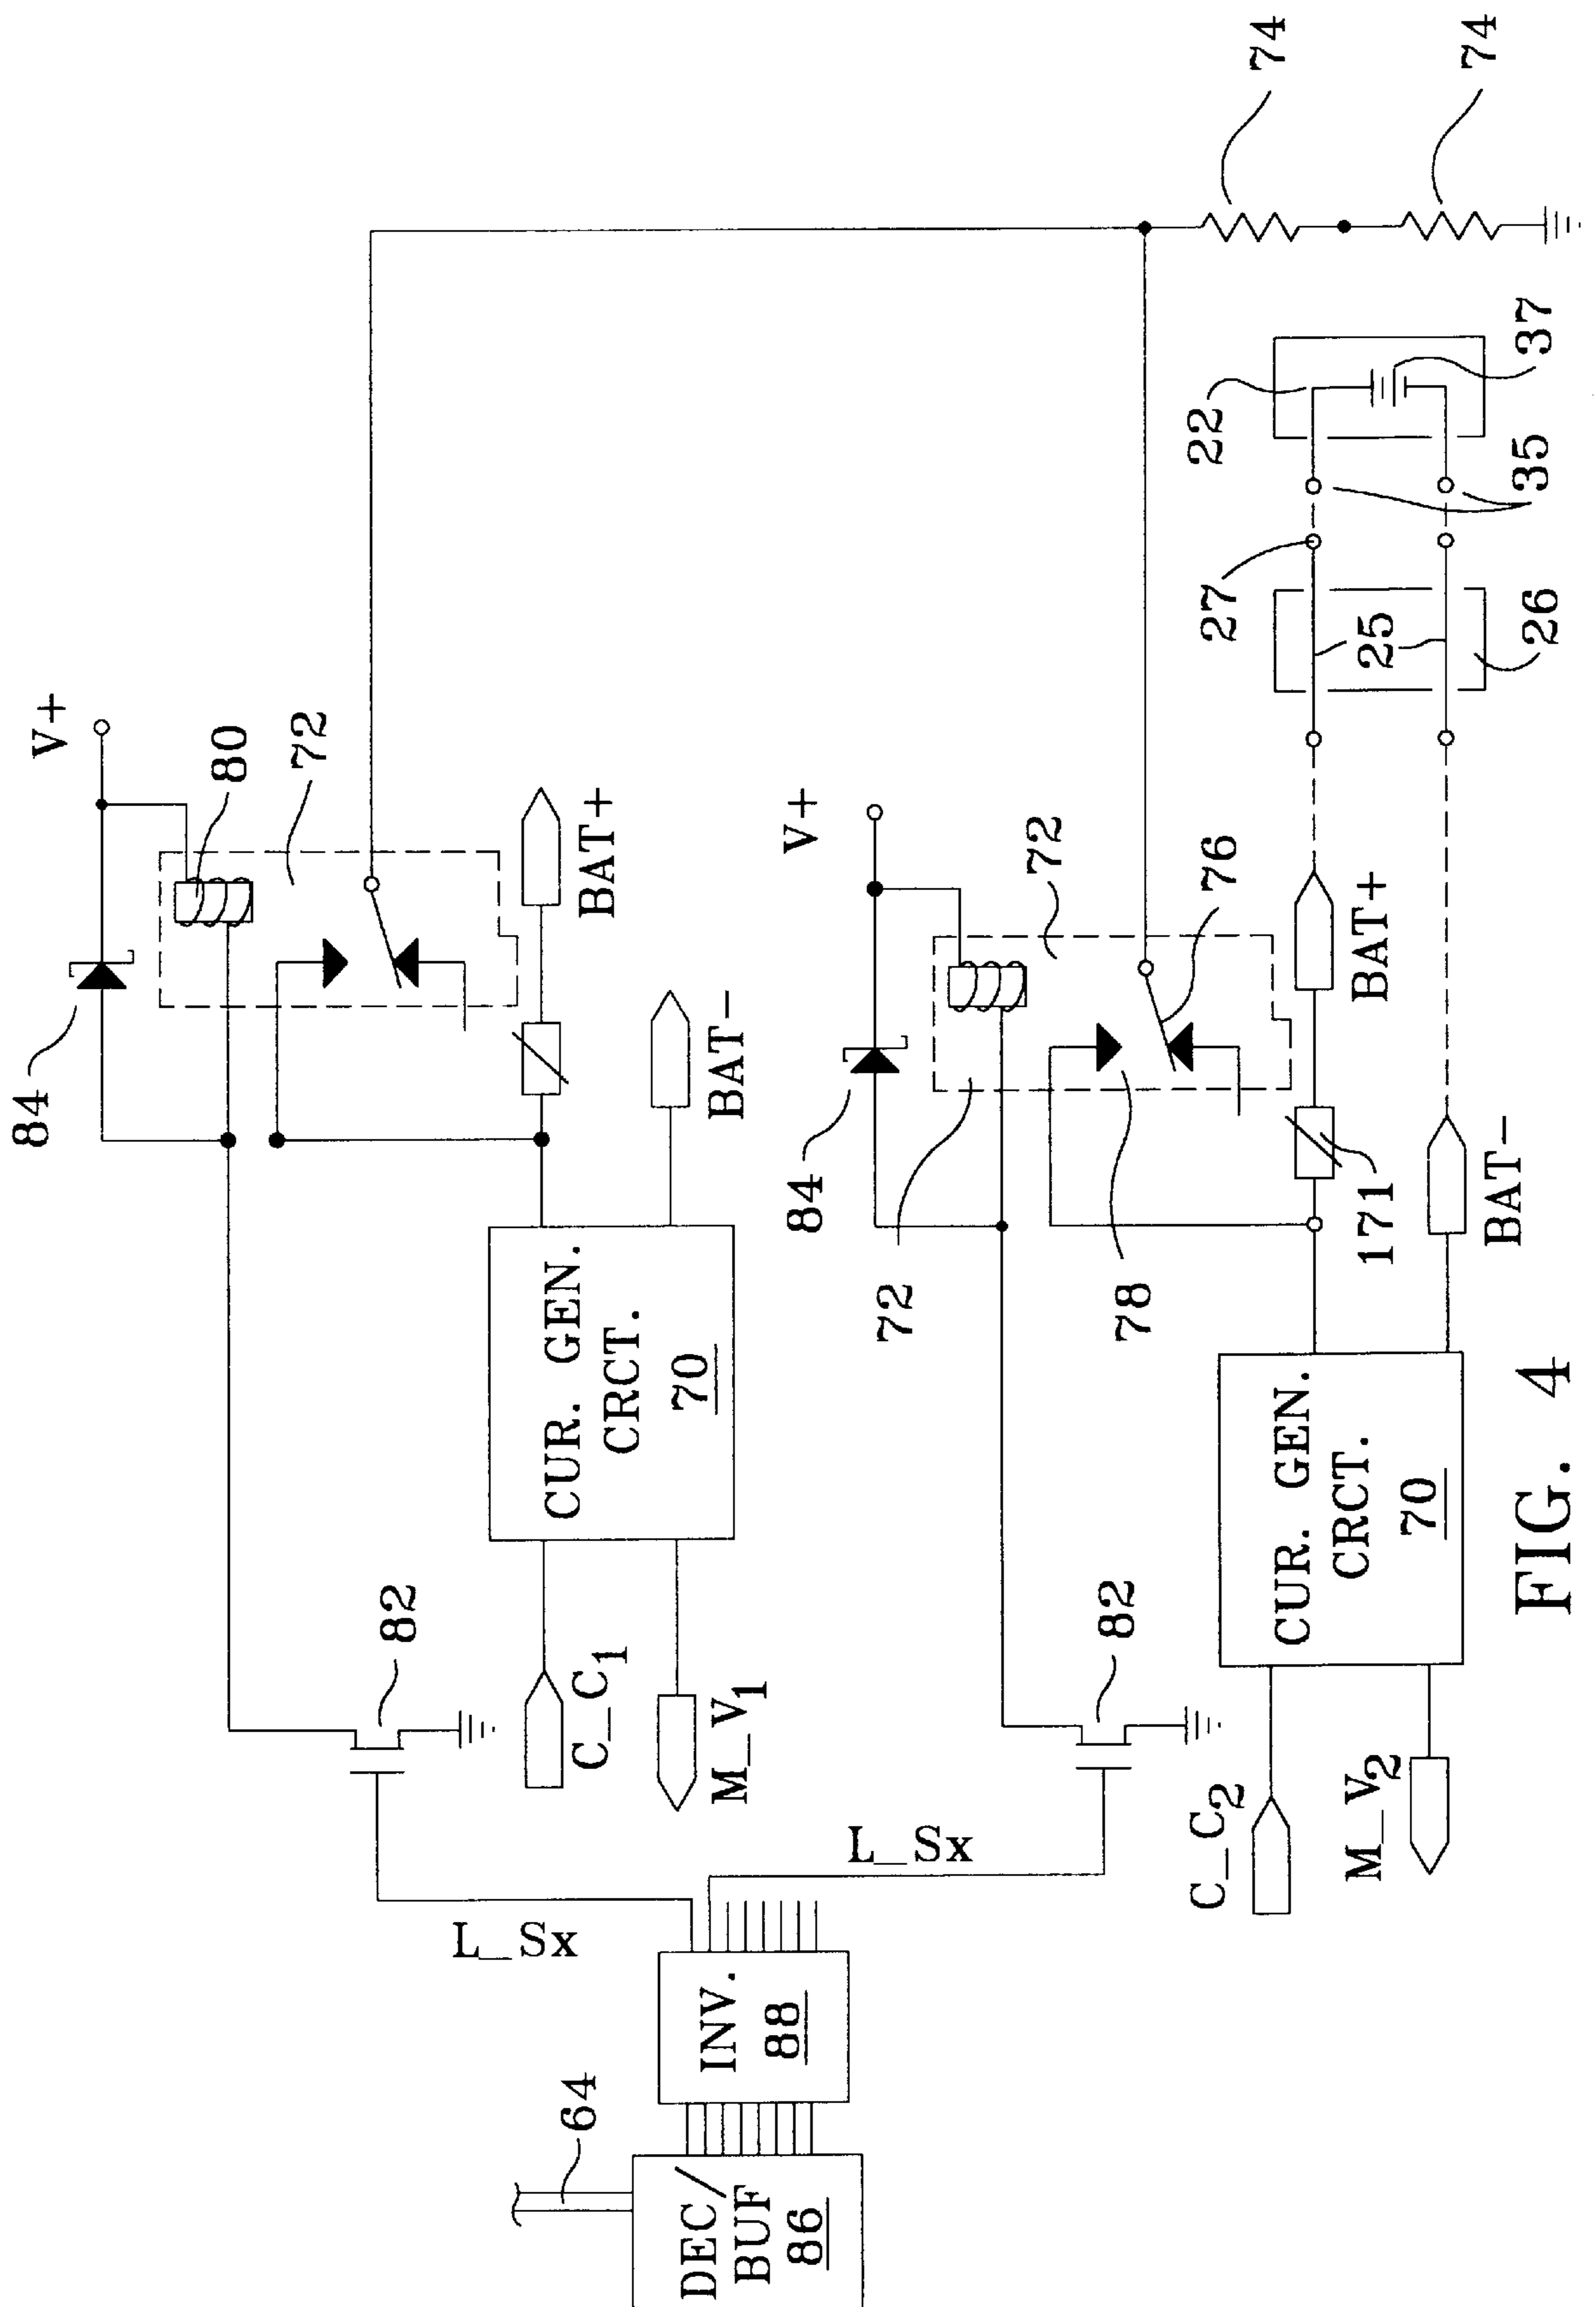 84
V+
80
72
BAT+
BAT-
CUR. GEN.
CRCT.
70
82
C_C1
M_V1
L_Sx
64
DEC/
BUF
86
INV.
88
L_Sx
84
V+
72
72
76
78
82
C_C2
M_V2
CUR. GEN.
CRCT.
70
171
BAT+
BAT-
27
25
26
22
35
37
74
74
FIG. 4